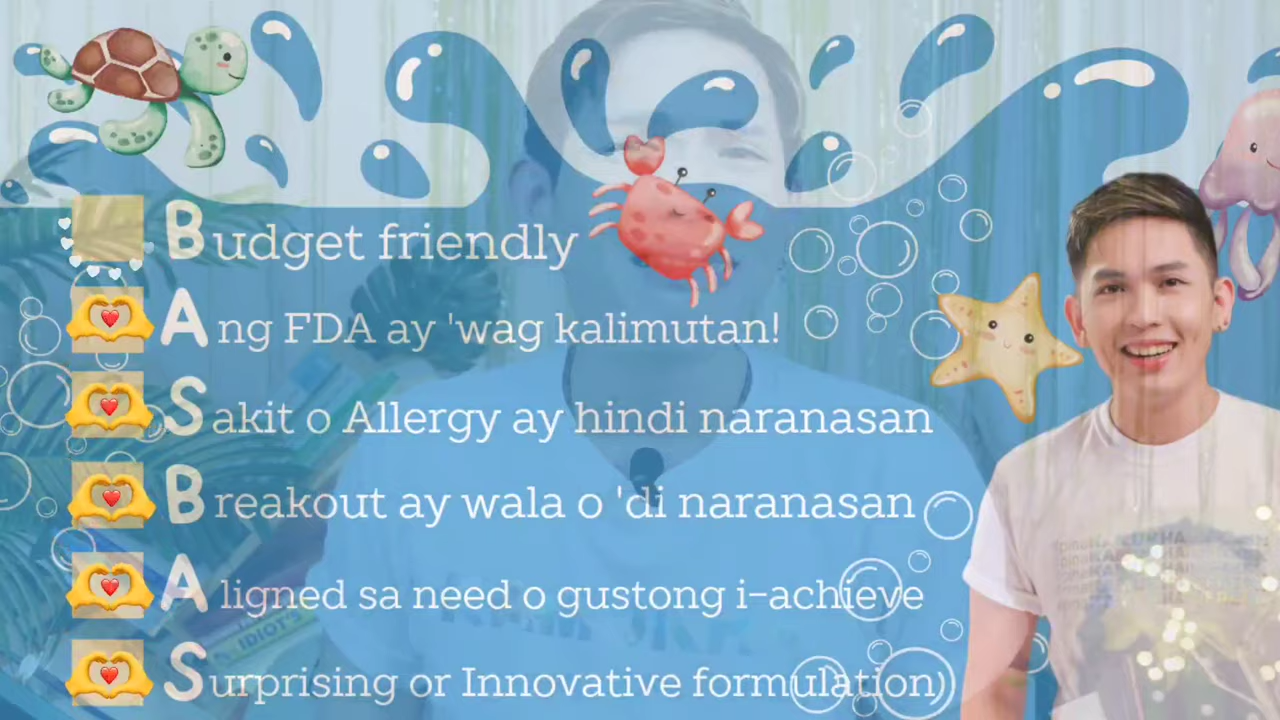 Budget friendly
Ang FDA ay 'wag kalimutan!
Sakit o Allergy ay hindi naranasan
Breakout ay wala o 'di naranasan
Aligned sa need o gustong i-achieve
Surprising or Innovative formulation)
IDIOT'S